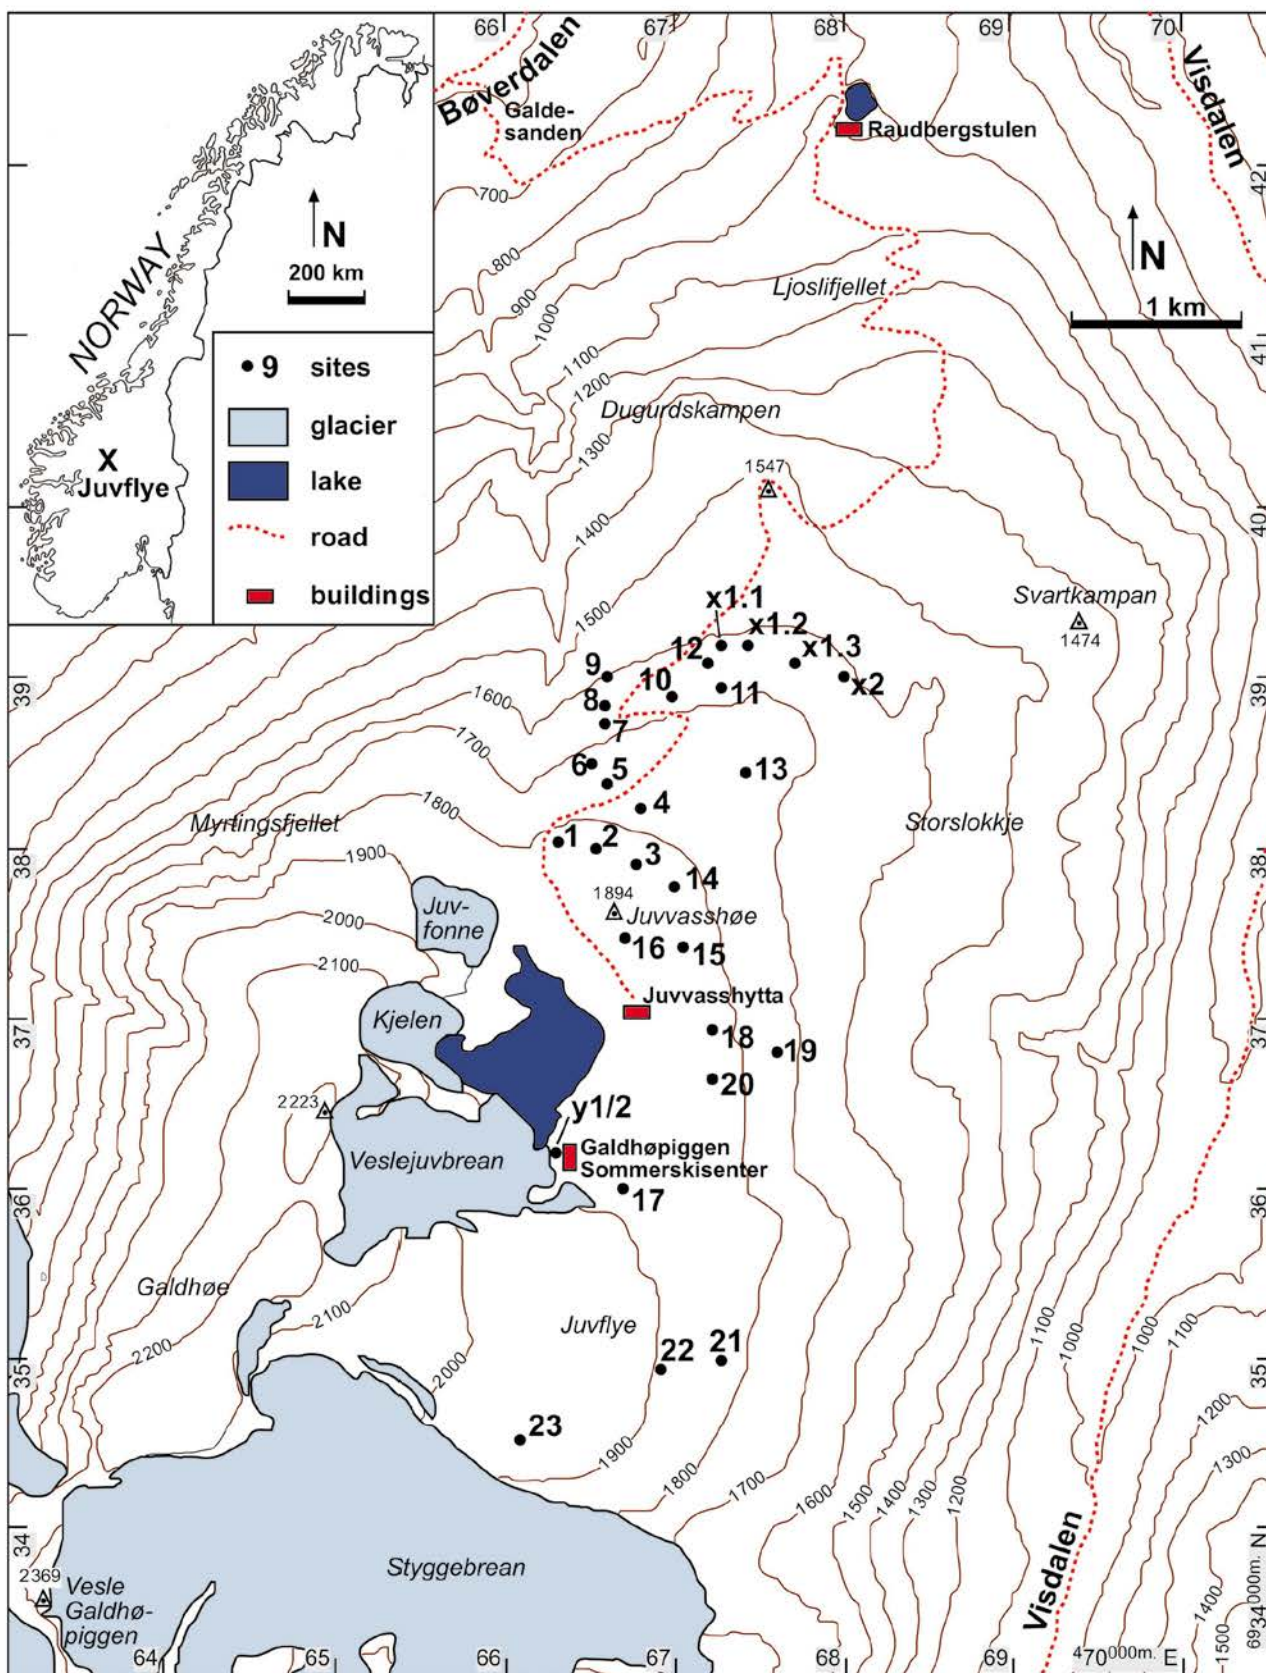 66
67
68
69
70
Bøverdalen
Galde-
sanden
Visdalen
Raudbergstulen
42
N
200 km
NORWAY
X
Juvflye
9 sites
glacier
lake
road
buildings
N
1 km
700
800
900
1000
1100
1200
1300
1400
1500
1600
1700
1800
1900
2000
2100
Ljoslifjellet
41
Dugurdskampen
1547
40
Svartkampan
1474
x1.1
x1.2
x1.3
x2
12
9
10
11
8
7
39
39
6
5
13
4
Myrtingsfjellet
Storslokkje
1
2
3
14
38
38
1894
Juvvasshøe
Juv-
fonne
16
15
Juvvasshytta
37
37
Kjelen
18
19
20
2223
y1/2
Veslejuvbrean
Galdhøpiggen
Sommerskisenter
17
36
36
Galdhøe
2100
2200
2000
Juvflye
22
21
35
35
23
1900
1800
1700
1600
1500
1400
1300
1200
1100
1000
1000
1100
1200
1300
1400
1500
34
Styggebrean
2369
Vesle
Galdhø-
piggen
Visdalen
6934000m. N
64
65
66
67
68
69
470000m. E